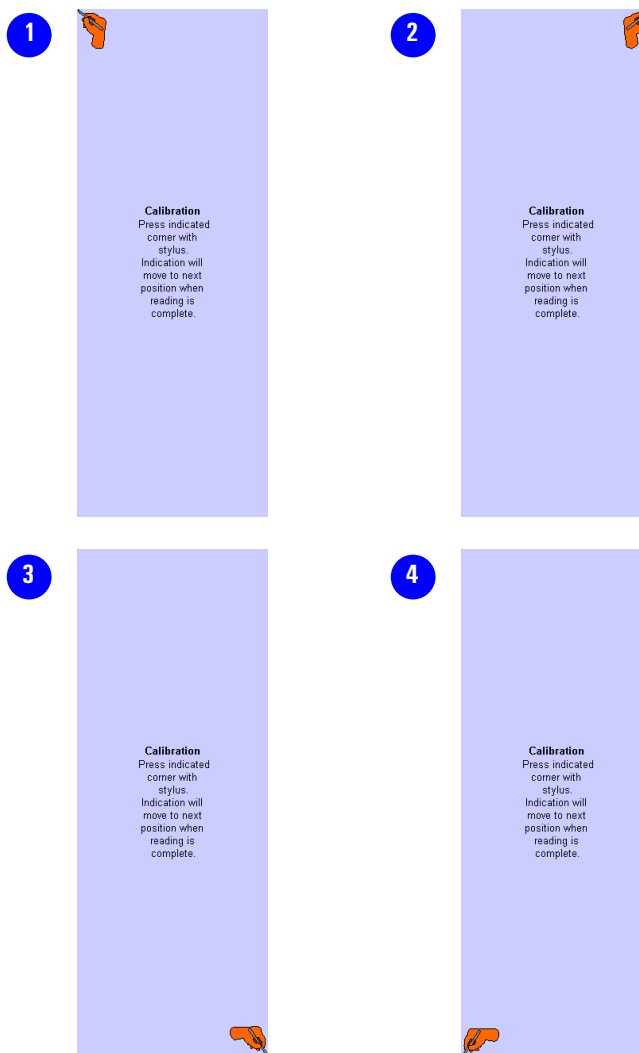 1
Calibration
Press indicated
corner with
stylus.
Indication will
move to next
position when
reading is
complete.
2
Calibration
Press indicated
corner with
stylus.
Indication will
move to next
position when
reading is
complete.
3
Calibration
Press indicated
corner with
stylus.
Indication will
move to next
position when
reading is
complete.
4
Calibration
Press indicated
corner with
stylus.
Indication will
move to next
position when
reading is
complete.